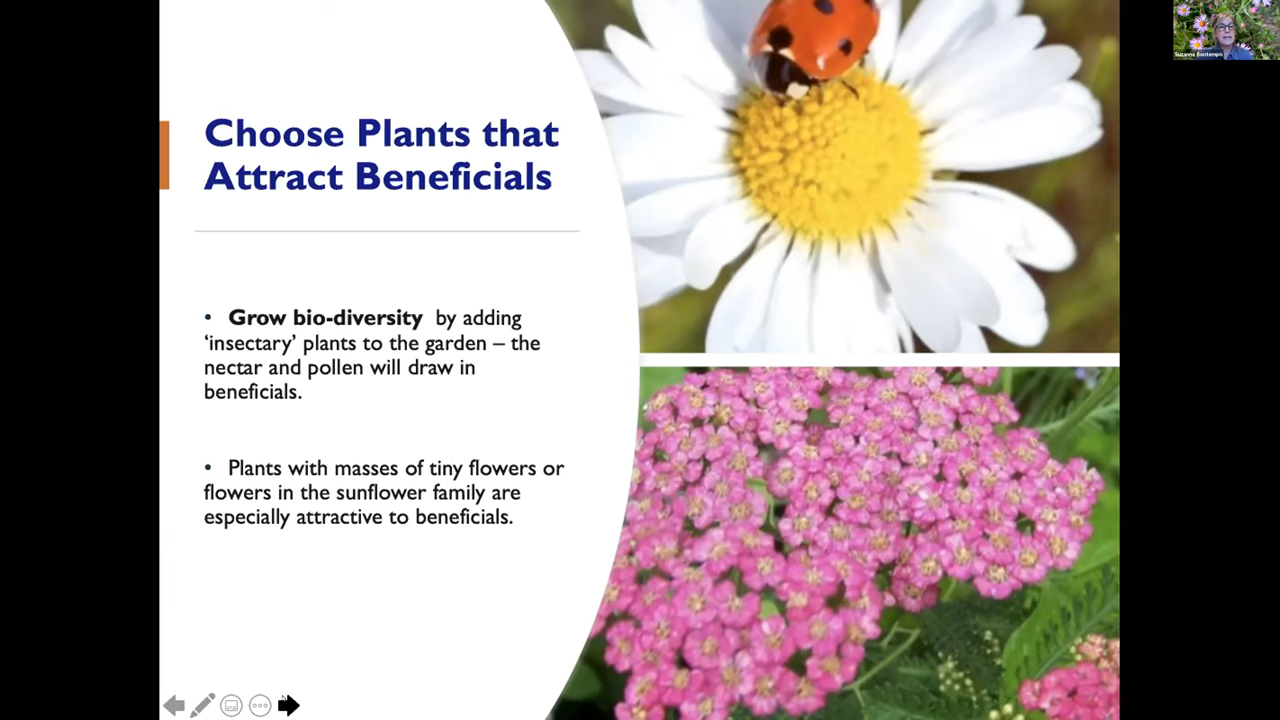 Choose Plants that
Attract Beneficials
• Grow bio-diversity by adding
‘insectary’ plants to the garden – the
nectar and pollen will draw in
beneficials.
• Plants with masses of tiny flowers or
flowers in the sunflower family are
especially attractive to beneficials.
Suzanne Bontempo